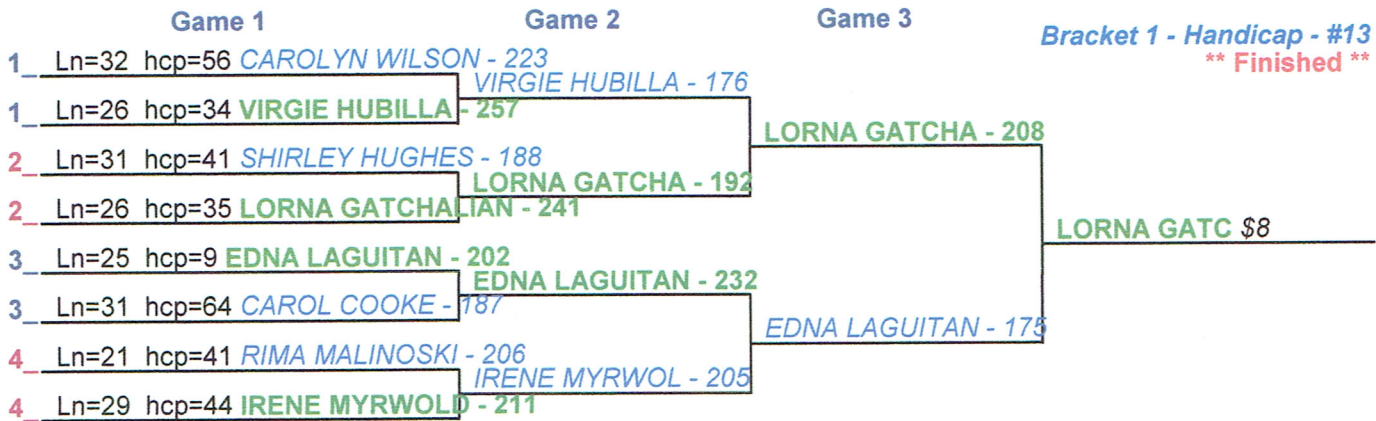 Game 1 Game 2 Game 3
Bracket 1 - Handicap - #13
** Finished **
1_ Ln=32 hcp=56 CAROLYN WILSON - 223
VIRGIE HUBILLA - 176
1_ Ln=26 hcp=34 VIRGIE HUBILLA - 257
LORNA GATCHA - 208
2_ Ln=31 hcp=41 SHIRLEY HUGHES - 188
LORNA GATCHA - 192
2_ Ln=26 hcp=35 LORNA GATCHALIAN - 241
LORNA GATC $8
3_ Ln=25 hcp=9 EDNA LAGUITAN - 202
EDNA LAGUITAN - 232
3_ Ln=31 hcp=64 CAROL COOKE - 187
EDNA LAGUITAN - 175
4_ Ln=21 hcp=41 RIMA MALINOSKI - 206
IRENE MYRWOL - 205
4_ Ln=29 hcp=44 IRENE MYRWOLD - 211